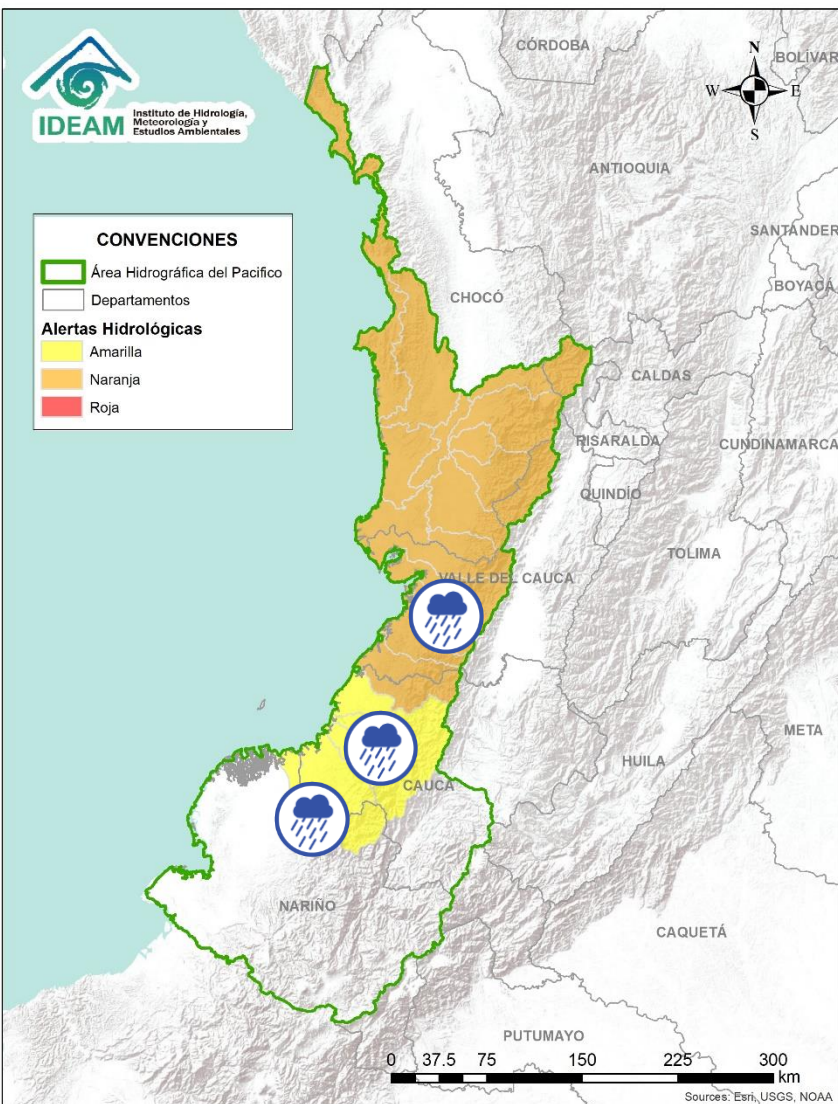 IDEAM
Instituto de Hidrología,
Meteorología y
Estudios Ambientales
N
W
E
S
CONVENCIONES
Área Hidrográfica del Pacifico
Departamentos
Alertas Hidrológicas
Amarilla
Naranja
Roja
CÓRDOBA
BOLÍVAR
ANTIOQUIA
SANTANDER
BOYACÁ
CHOCÓ
CALDAS
RISARALDA
CUNDINAMARCA
QUINDÍO
TOLIMA
VALLE DEL CAUCA
META
HUILA
CAUCA
NARIÑO
CAQUETÁ
PUTUMAYO
0 37.5 75 150 225 300
km
Sources: Esri, USGS, NOAA